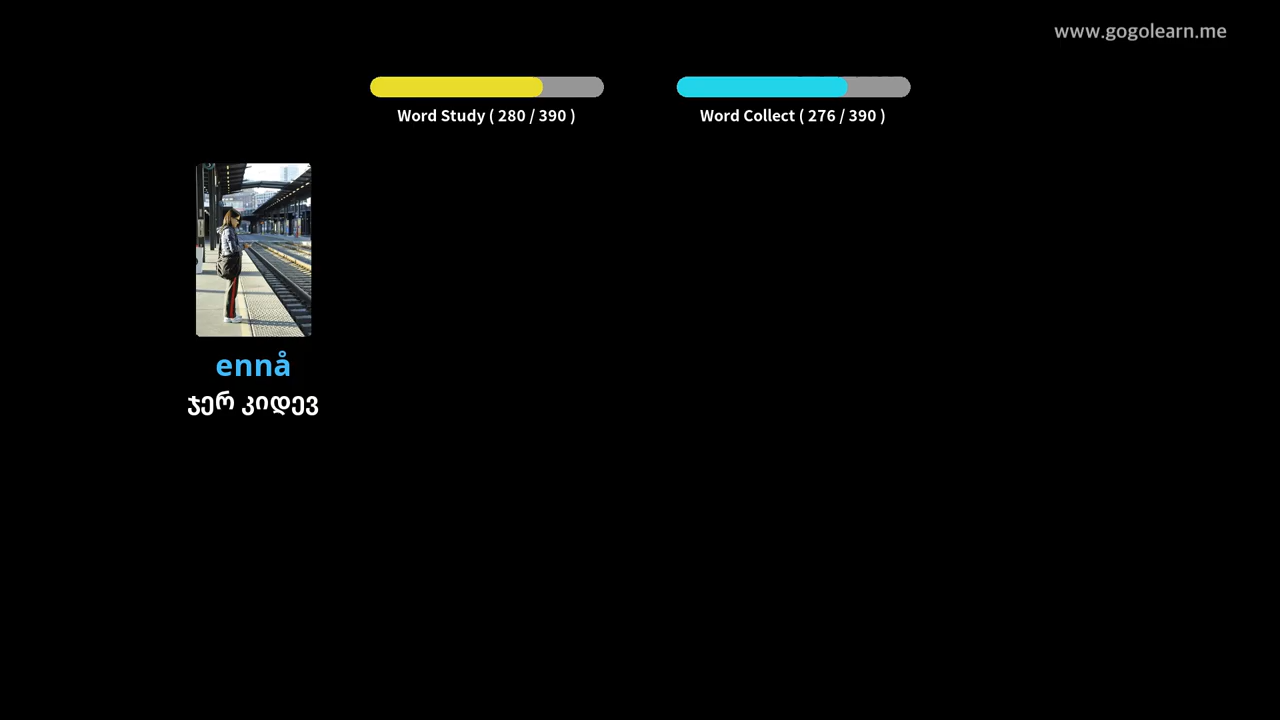 www.gogolearn.me
Word Study ( 280 / 390 )
Word Collect ( 276 / 390 )
ennå
ჯერ კიდევ